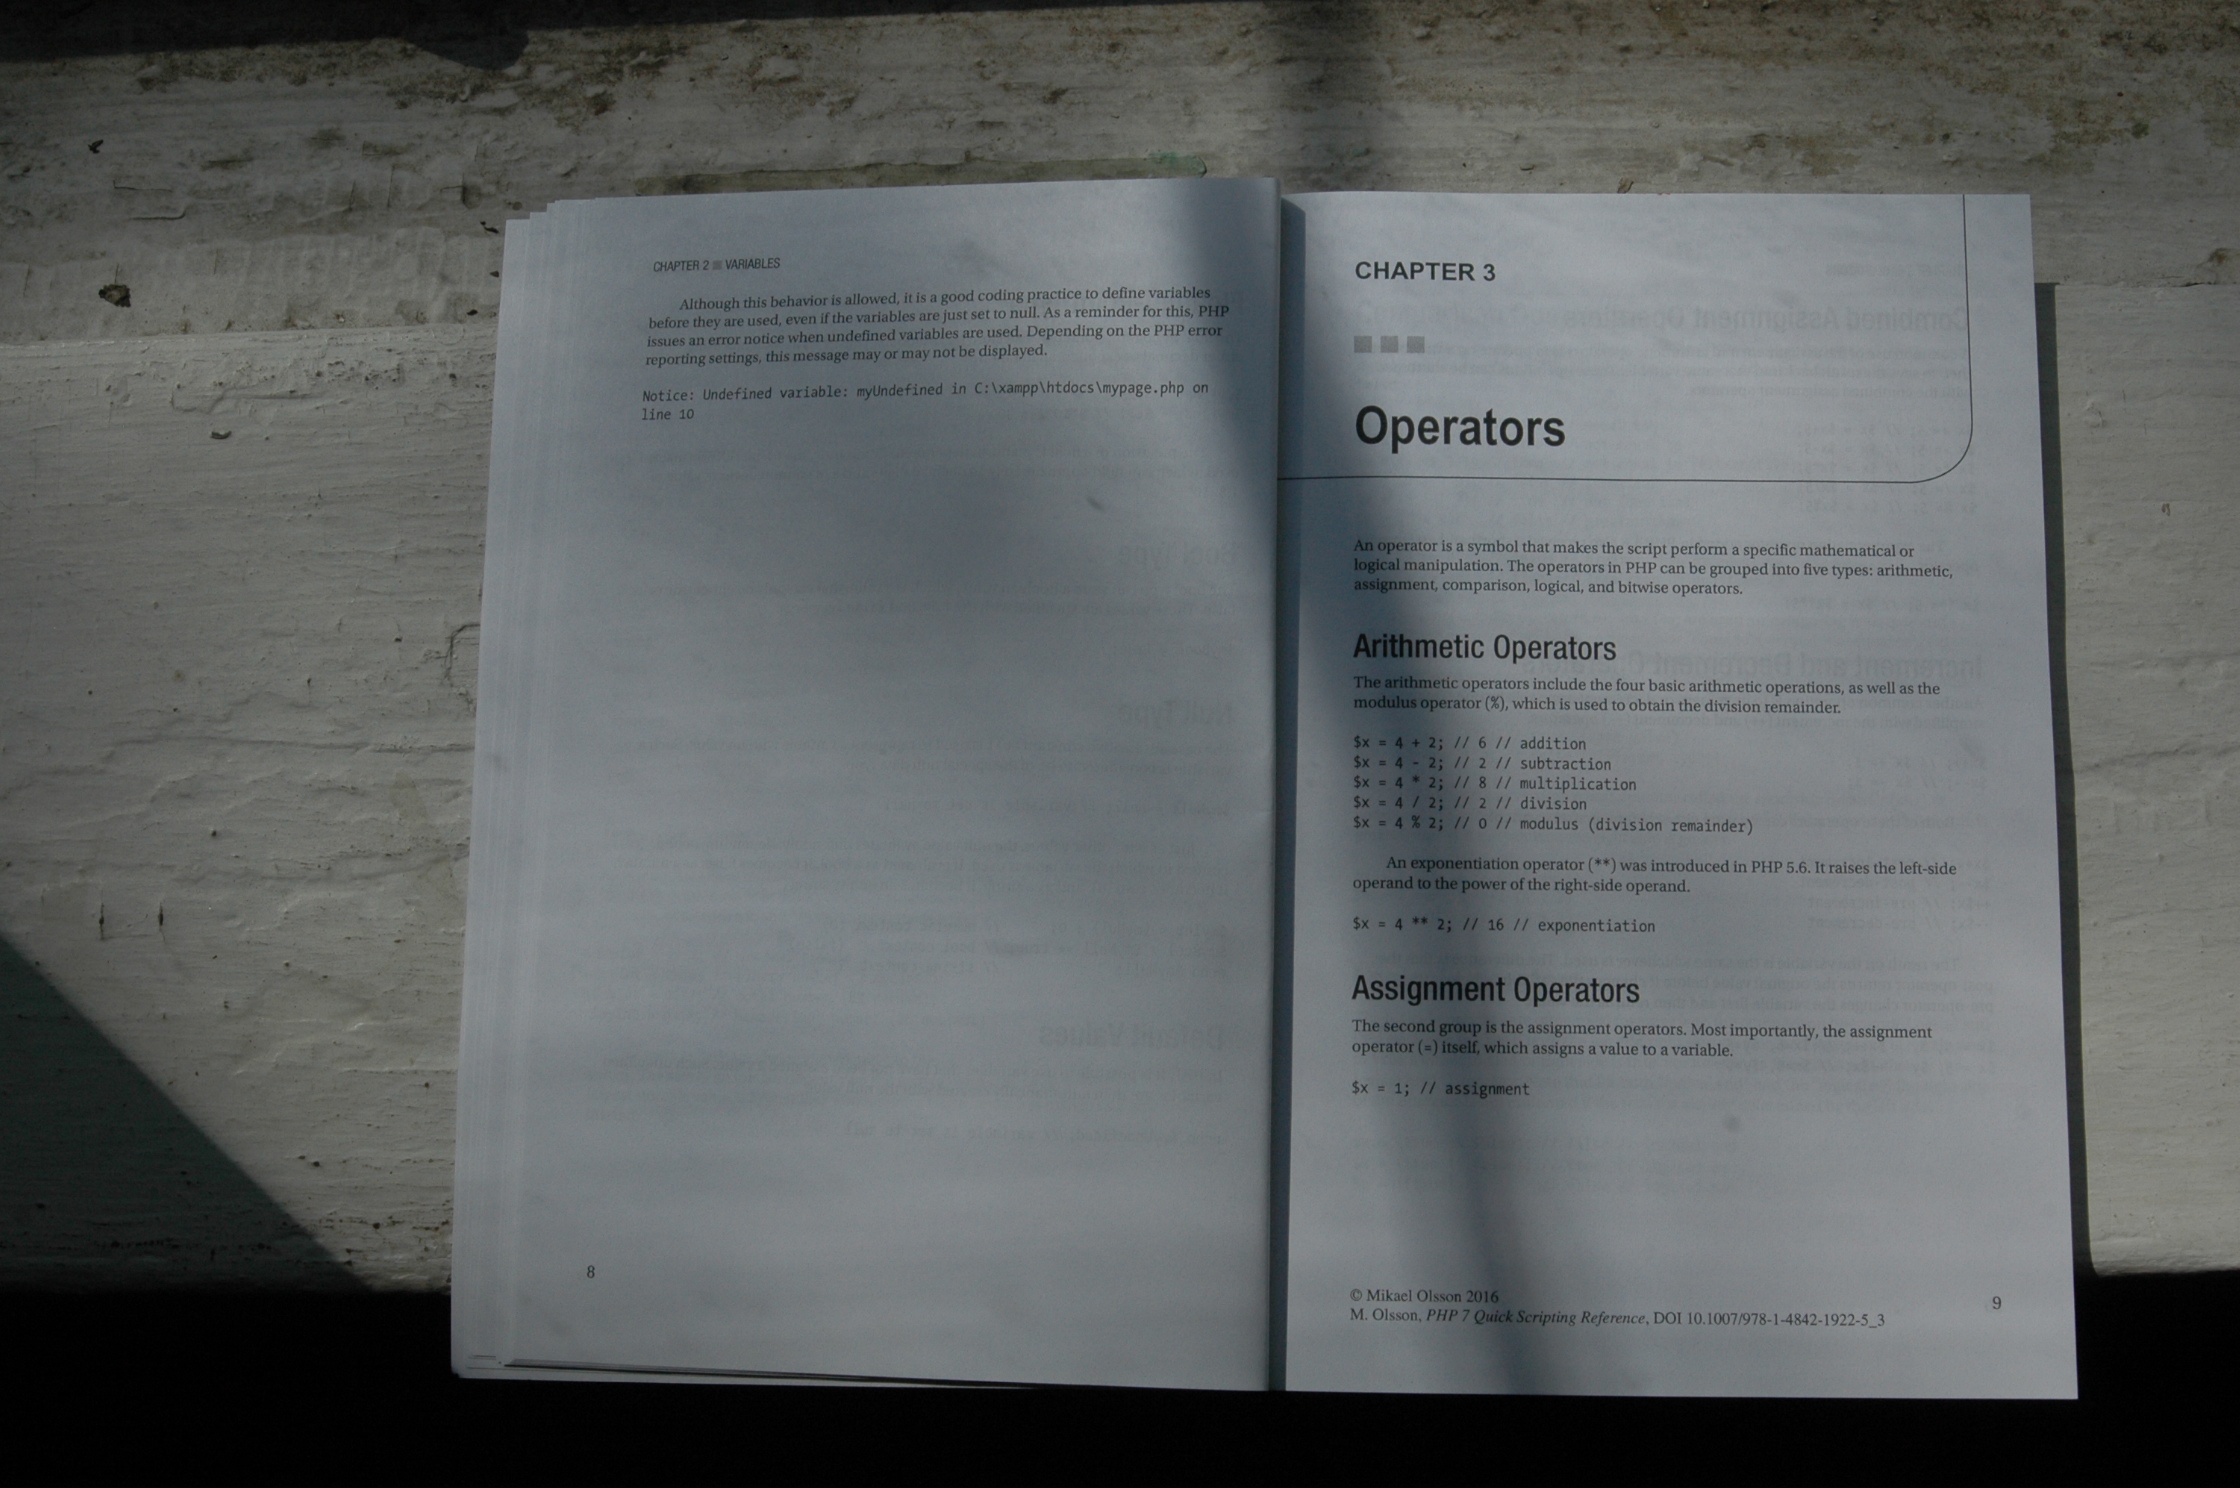 CHAPTER 2 ■ VARIABLES
Although this behavior is allowed, it is a good coding practice to define variables
before they are used, even if the variables are just set to null. As a reminder for this, PHP
issues an error notice when undefined variables are used. Depending on the PHP error
reporting settings, this message may or may not be displayed.
Notice: Undefined variable: myUndefined in C:\xampp\htdocs\mypage.php on
line 10
8
CHAPTER 3
Operators
An operator is a symbol that makes the script perform a specific mathematical or
logical manipulation. The operators in PHP can be grouped into five types: arithmetic,
assignment, comparison, logical, and bitwise operators.
Arithmetic Operators
The arithmetic operators include the four basic arithmetic operations, as well as the
modulus operator (%), which is used to obtain the division remainder.
$x = 4 + 2; // 6 // addition
$x = 4 - 2; // 2 // subtraction
$x = 4 * 2; // 8 // multiplication
$x = 4 / 2; // 2 // division
$x = 4 % 2; // 0 // modulus (division remainder)
An exponentiation operator (**) was introduced in PHP 5.6. It raises the left-side
operand to the power of the right-side operand.
$x = 4 ** 2; // 16 // exponentiation
Assignment Operators
The second group is the assignment operators. Most importantly, the assignment
operator (=) itself, which assigns a value to a variable.
$x = 1; // assignment
© Mikael Olsson 2016
M. Olsson, PHP 7 Quick Scripting Reference, DOI 10.1007/978-1-4842-1922-5_3
9